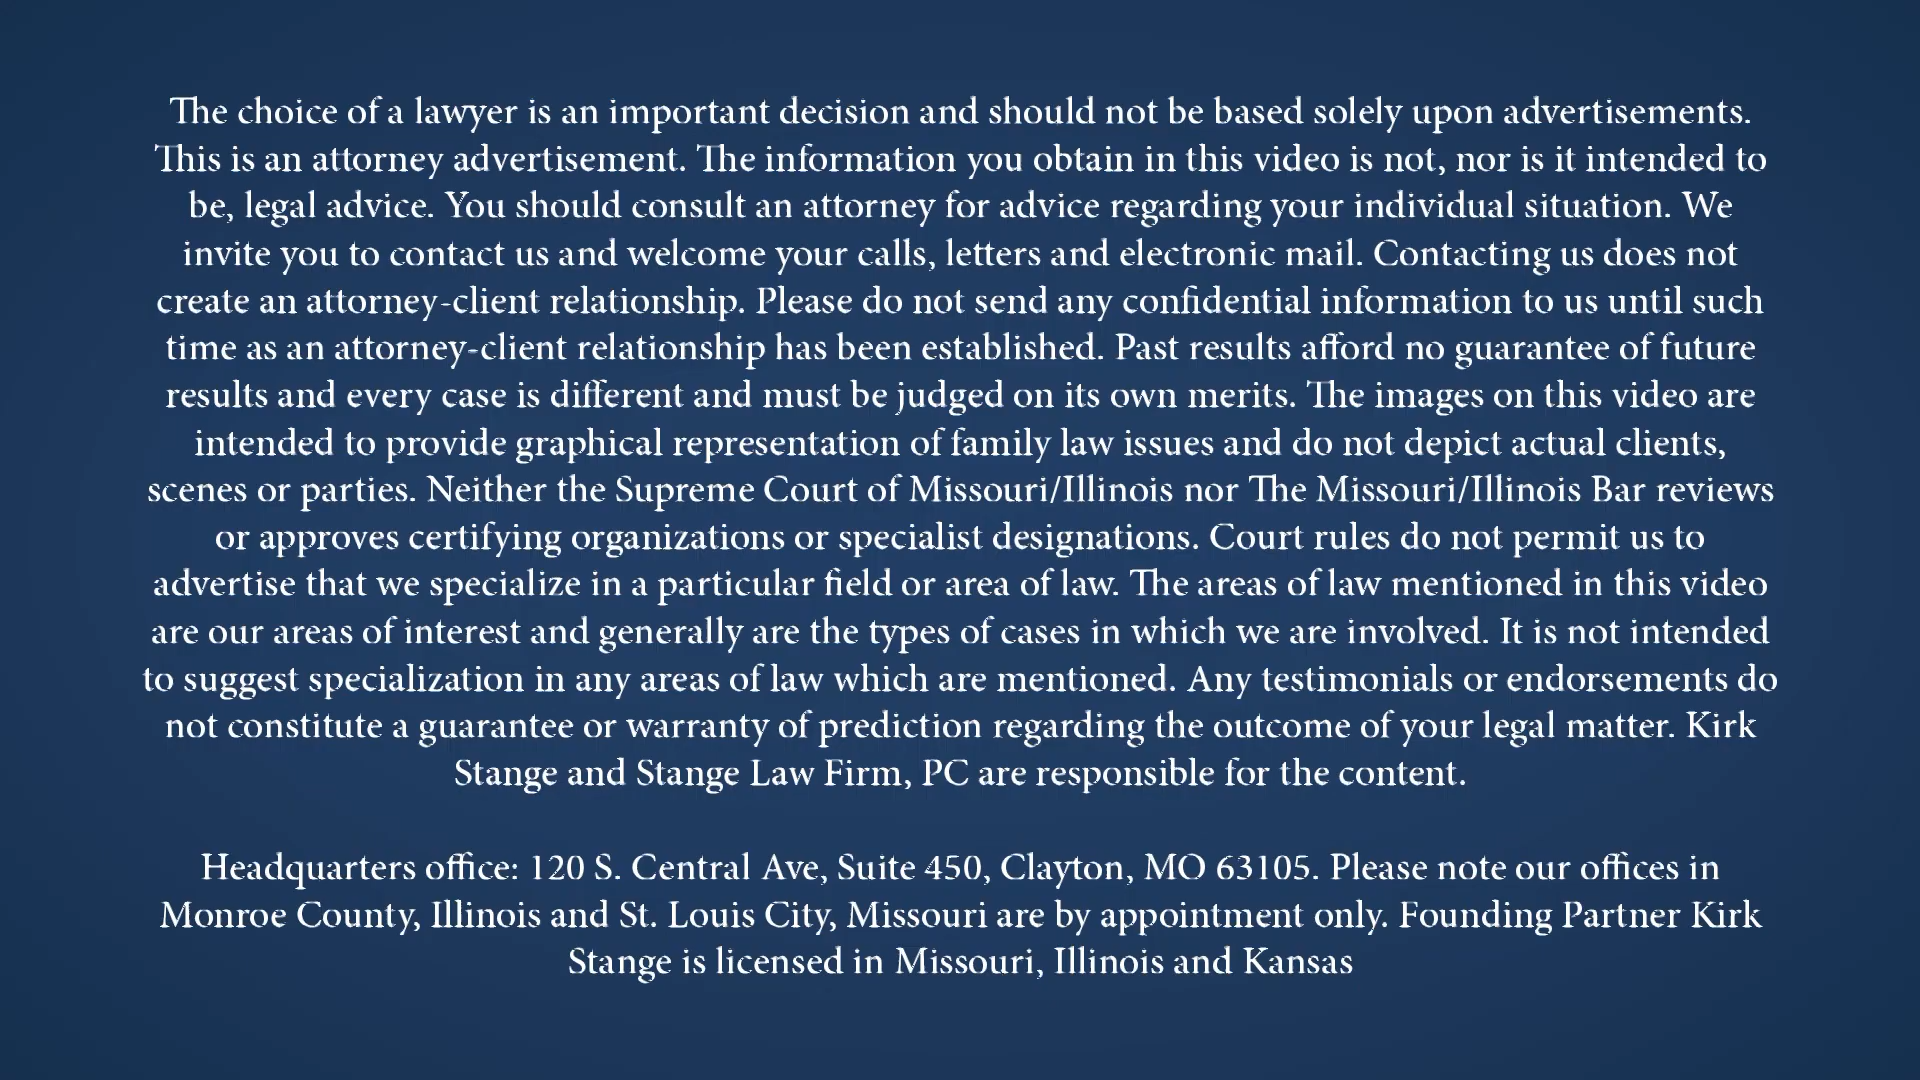 The choice of a lawyer is an important decision and should not be based solely upon advertisements.
This is an attorney advertisement. The information you obtain in this video is not, nor is it intended to
be, legal advice. You should consult an attorney for advice regarding your individual situation. We
invite you to contact us and welcome your calls, letters and electronic mail. Contacting us does not
create an attorney-client relationship. Please do not send any confidential information to us until such
time as an attorney-client relationship has been established. Past results afford no guarantee of future
results and every case is different and must be judged on its own merits. The images on this video are
intended to provide graphical representation of family law issues and do not depict actual clients,
scenes or parties. Neither the Supreme Court of Missouri/Illinois nor The Missouri/Illinois Bar reviews
or approves certifying organizations or specialist designations. Court rules do not permit us to
advertise that we specialize in a particular field or area of law. The areas of law mentioned in this video
are our areas of interest and generally are the types of cases in which we are involved. It is not intended
to suggest specialization in any areas of law which are mentioned. Any testimonials or endorsements do
not constitute a guarantee or warranty of prediction regarding the outcome of your legal matter. Kirk
Stange and Stange Law Firm, PC are responsible for the content.
Headquarters office: 120 S. Central Ave, Suite 450, Clayton, MO 63105. Please note our offices in
Monroe County, Illinois and St. Louis City, Missouri are by appointment only. Founding Partner Kirk
Stange is licensed in Missouri, Illinois and Kansas